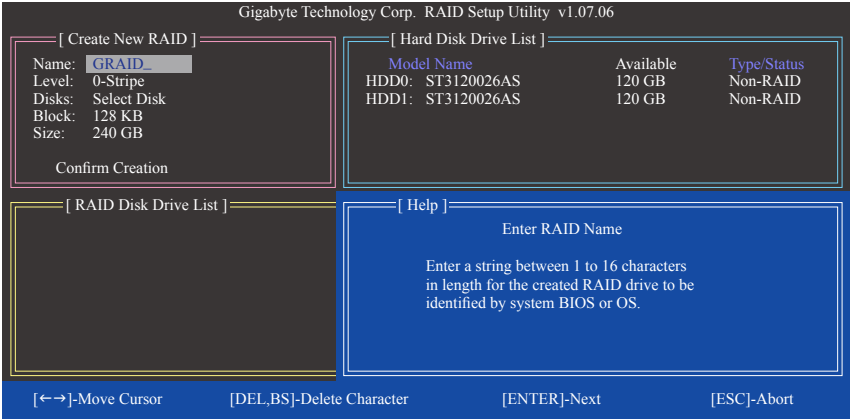 Gigabyte Technology Corp. RAID Setup Utility v1.07.06
[ Create New RAID ]
Name: GRAID_
Level: 0-Stripe
Disks: Select Disk
Block: 128 KB
Size: 240 GB
Confirm Creation
[ Hard Disk Drive List ]
Model Name Available Type/Status
HDD0: ST3120026AS 120 GB Non-RAID
HDD1: ST3120026AS 120 GB Non-RAID
[ RAID Disk Drive List ]
[ Help ]
Enter RAID Name
Enter a string between 1 to 16 characters
in length for the created RAID drive to be
identified by system BIOS or OS.
[←→]-Move Cursor [DEL,BS]-Delete Character [ENTER]-Next [ESC]-Abort